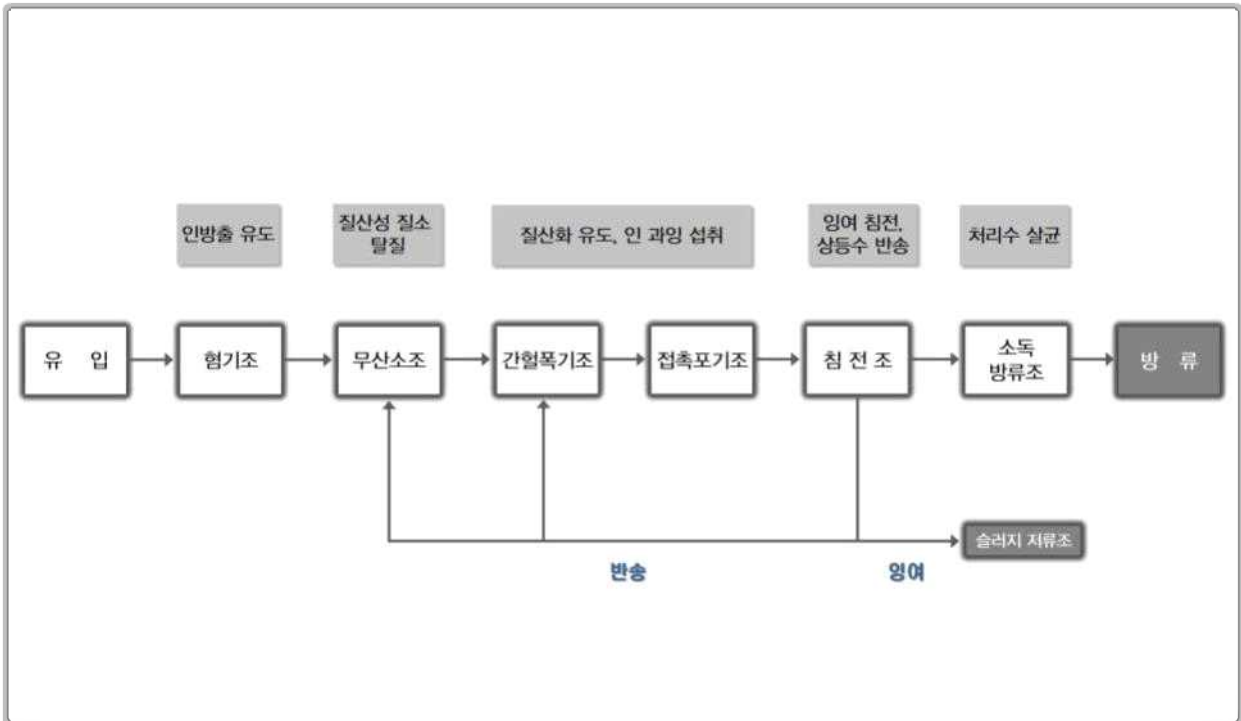 인방출 유도
질산성 질소
탈질
질산화 유도, 인 과잉 섭취
잉여 침전,
상등수 반송
처리수 살균
유 입
혐기조
무산소조
간헐폭기조
접촉포기조
침 전 조
소독
방류조
방 류
슬러지 저류조
반송
잉여